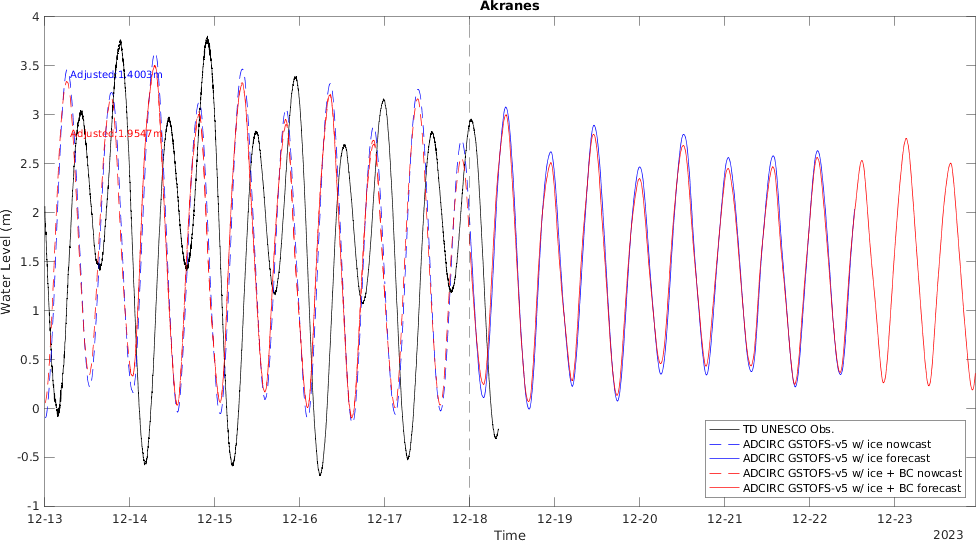 Akranes
Water Level (m)
4
3.5
3
2.5
2
1.5
1
0.5
0
-0.5
-1
Adjusted 1.4003m
Adjusted 1.9547m
TD UNESCO Obs.
ADCIRC GSTOFS-v5 w/ ice nowcast
ADCIRC GSTOFS-v5 w/ ice forecast
ADCIRC GSTOFS-v5 w/ ice + BC nowcast
ADCIRC GSTOFS-v5 w/ ice + BC forecast
12-13 12-14 12-15 12-16 12-17 12-18 12-19 12-20 12-21 12-22 12-23
Time
2023